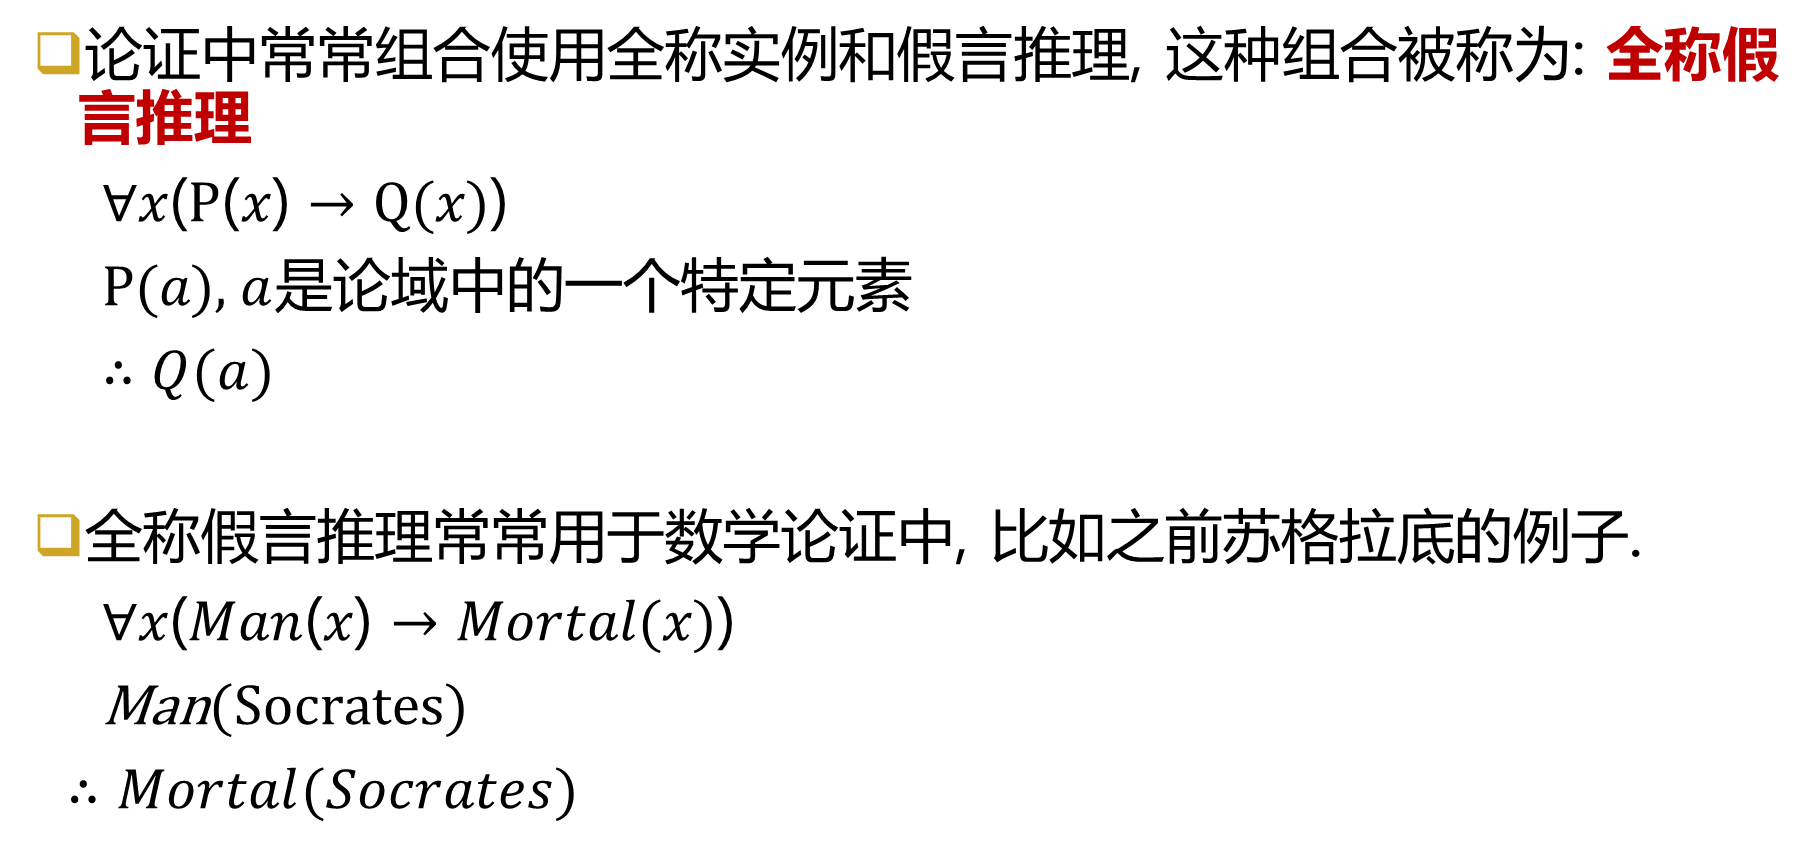 论证中常常组合使用全称实例和假言推理, 这种组合被称为: 全称假
言推理
∀x(P(x) → Q(x))
P(a), a是论域中的一个特定元素
∴ Q(a)
全称假言推理常常用于数学论证中, 比如之前苏格拉底的例子.
∀x(Man(x) → Mortal(x))
Man(Socrates)
∴ Mortal(Socrates)